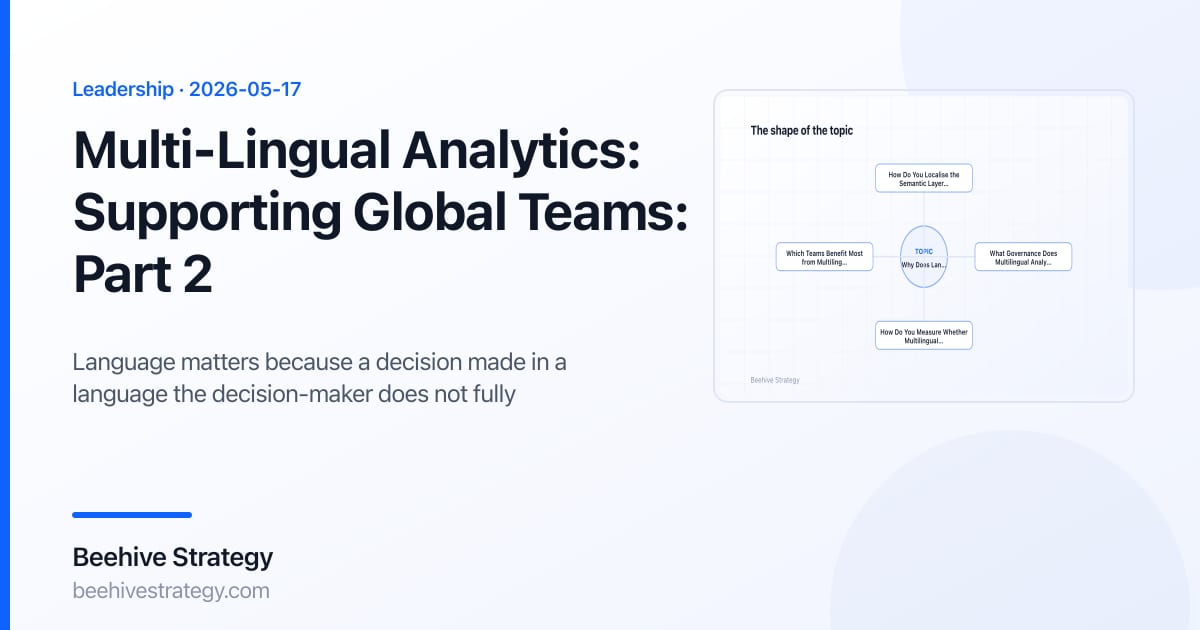 Leadership · 2026-05-17
Multi-Lingual Analytics:
Supporting Global Teams:
Part 2
Language matters because a decision made in a
language the decision-maker does not fully
Beehive Strategy
beehivestrategy.com
The shape of the topic
How Do You Localise the
Semantic Layer...
Which Teams Benefit Most
from Multiling...
TOPIC
Why Does Lan...
What Governance Does
Multilingual Analy...
How Do You Measure Whether
Multilingual...
Beehive Strategy